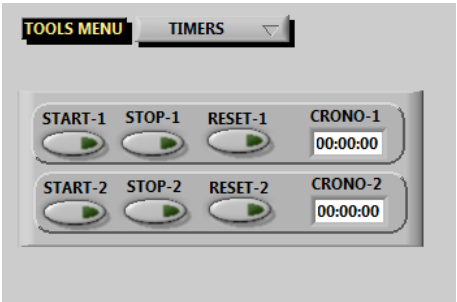 TOOLS MENU TIMERS
START-1 STOP-1 RESET-1 CRONO-1
00:00:00
START-2 STOP-2 RESET-2 CRONO-2
00:00:00